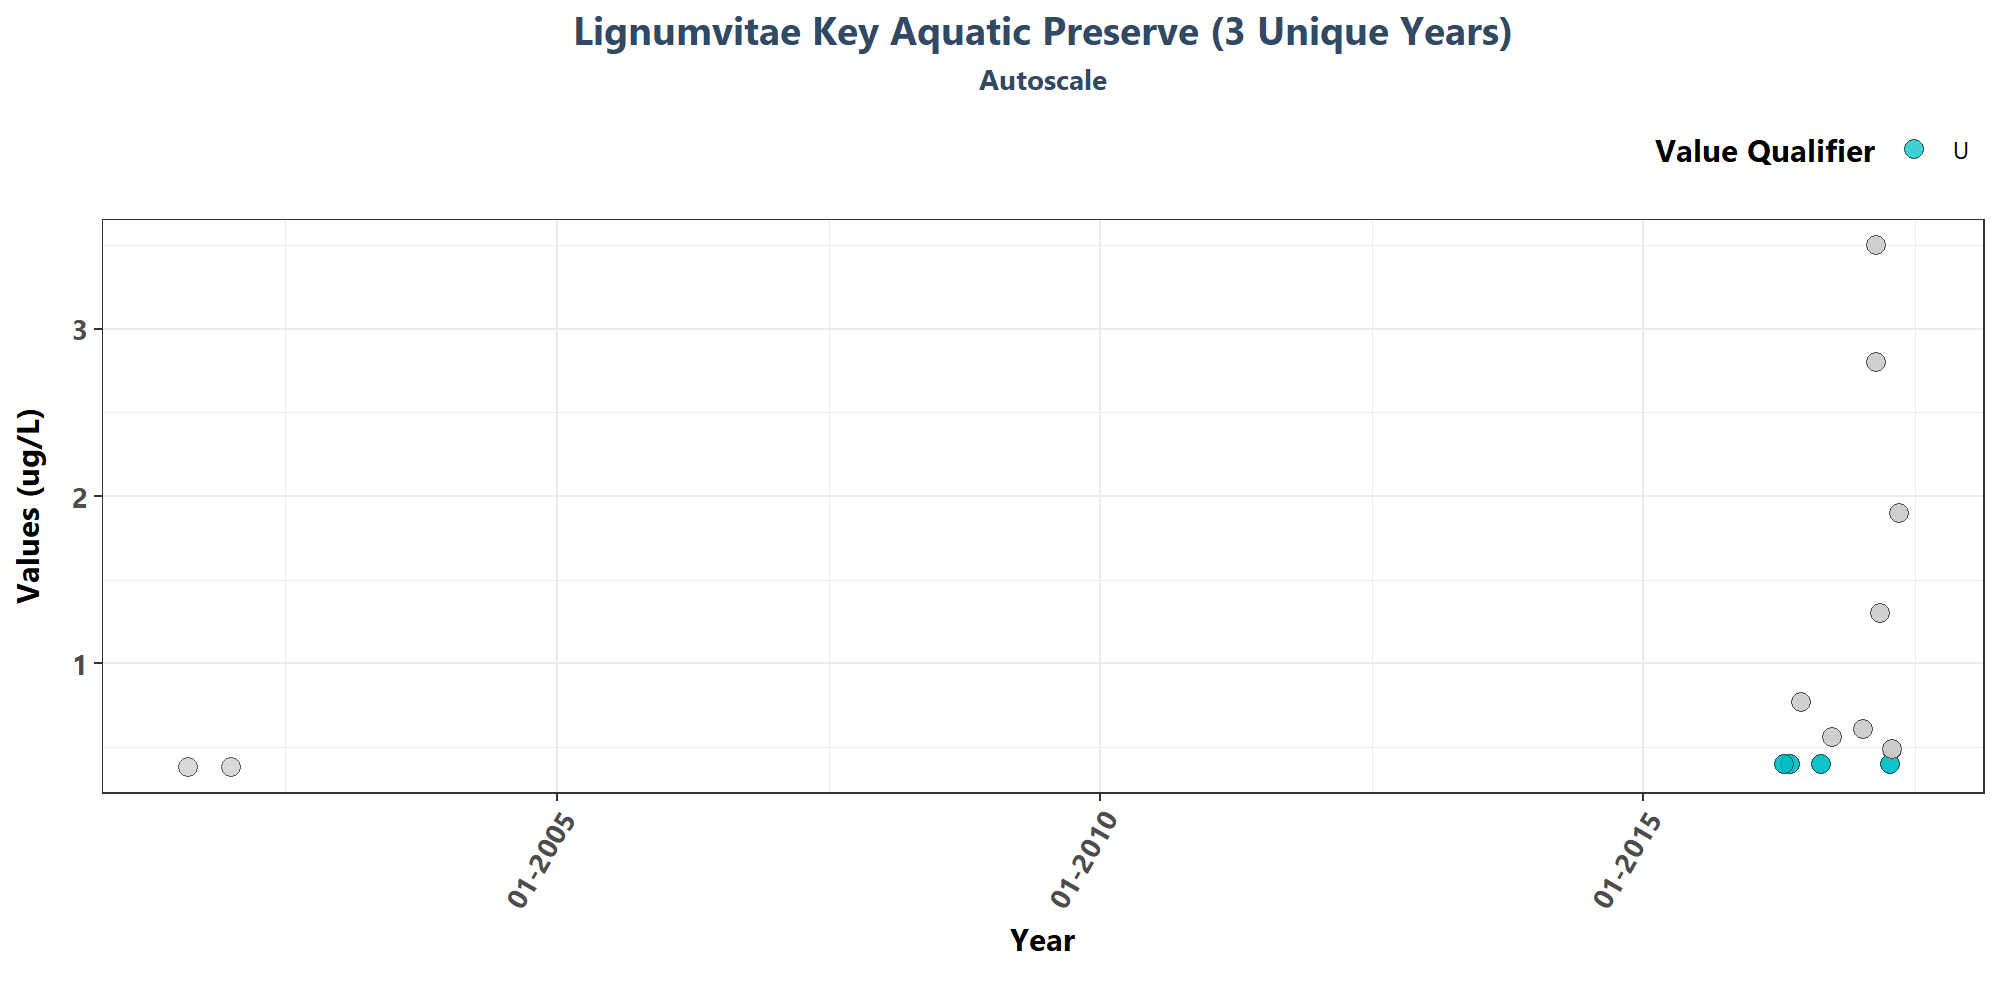 Lignumvitae Key Aquatic Preserve (3 Unique Years)
Autoscale
Value Qualifier U
Values (ug/L)
3
2
1
01-2005
01-2010
01-2015
Year